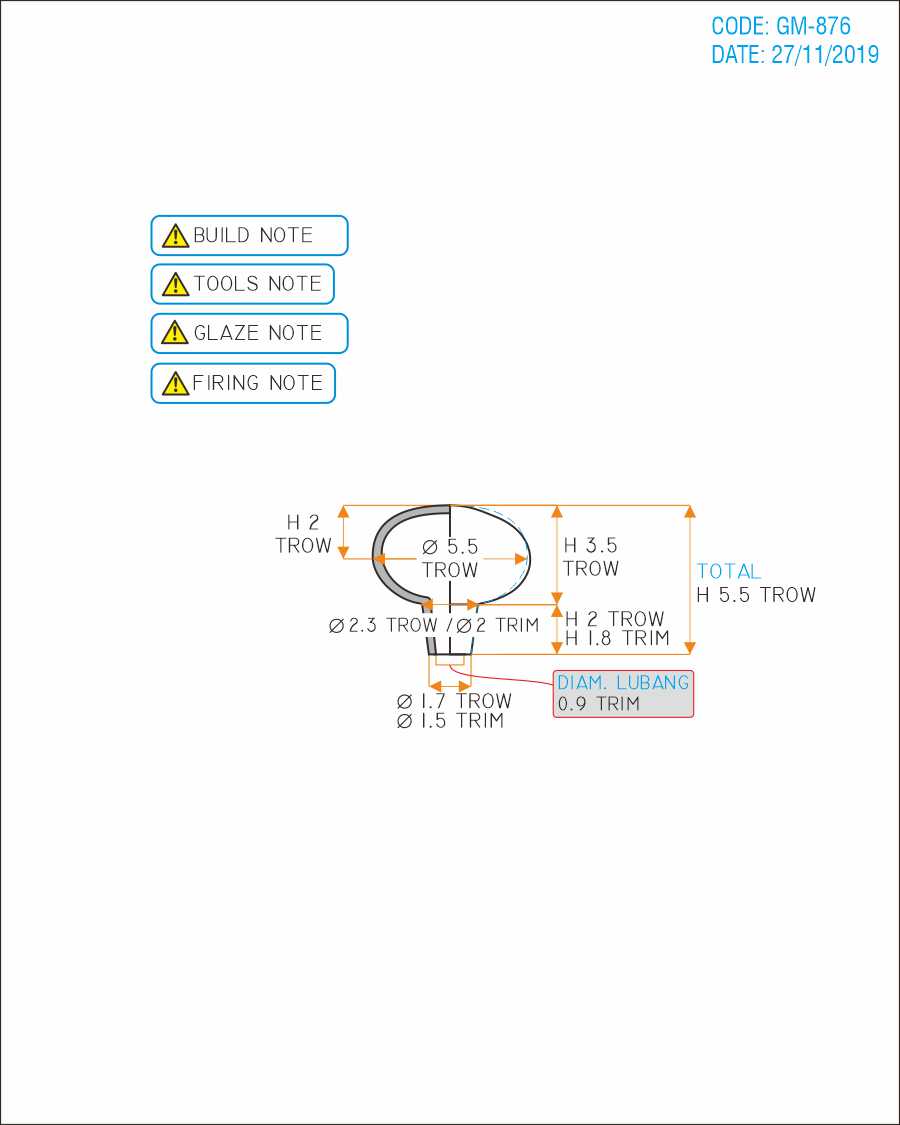 CODE: GM-876
DATE: 27/11/2019
BUILD NOTE
TOOLS NOTE
GLAZE NOTE
FIRING NOTE
H 2
TROW
Ø 5.5
TROW
H 3.5
TROW
TOTAL
H 5.5 TROW
Ø 2.3 TROW / Ø 2 TRIM
H 2 TROW
H 1.8 TRIM
DIAM. LUBANG
0.9 TRIM
Ø 1.7 TROW
Ø 1.5 TRIM